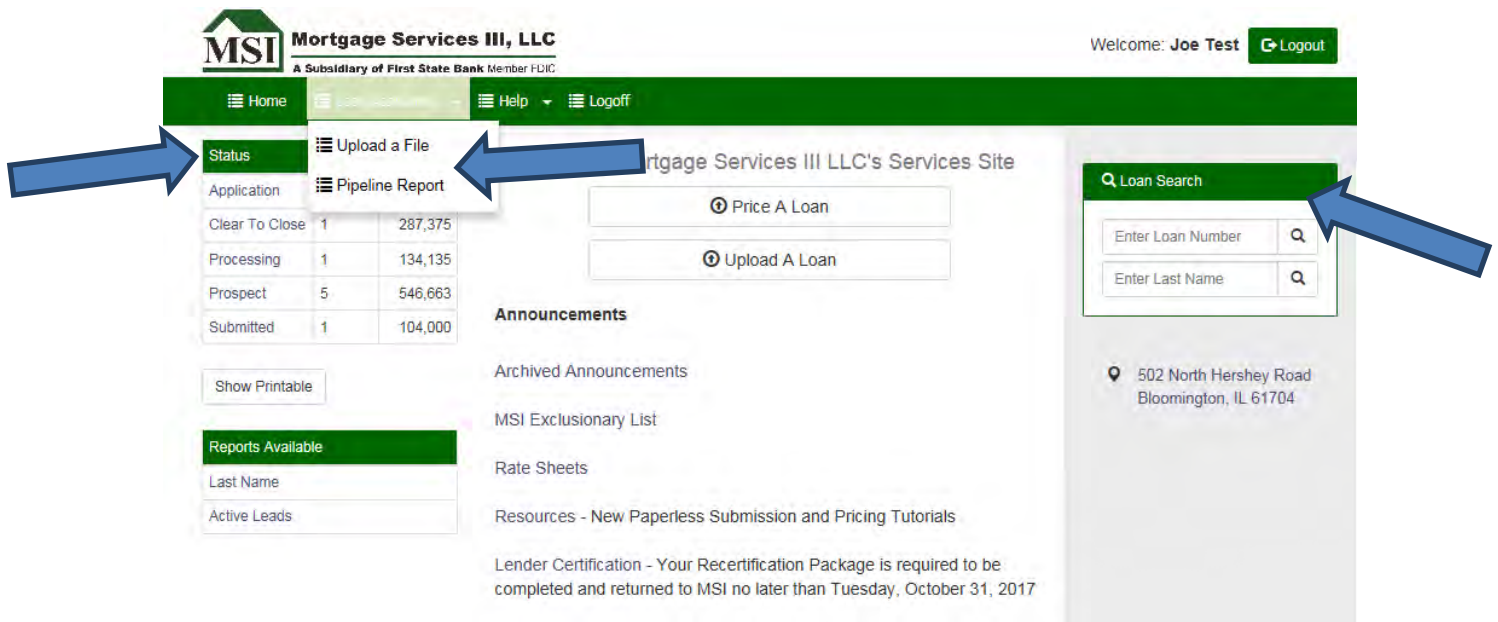 MSI
Mortgage Services III, LLC
A Subsidiary of First State Bank Member FDIC
Welcome: Joe Test
Logout
Home
Help
Logoff
Upload a File
Pipeline Report
Status
Application
Clear To Close 1 287,375
Processing 1 134,135
Prospect 5 546,663
Submitted 1 104,000
Show Printable
Reports Available
Last Name
Active Leads
Services III LLC's Services Site
Price A Loan
Upload A Loan
Announcements
Archived Announcements
MSI Exclusionary List
Rate Sheets
Resources - New Paperless Submission and Pricing Tutorials
Lender Certification - Your Recertification Package is required to be
completed and returned to MSI no later than Tuesday, October 31, 2017
Loan Search
Enter Loan Number
Enter Last Name
502 North Hershey Road
Bloomington, IL 61704